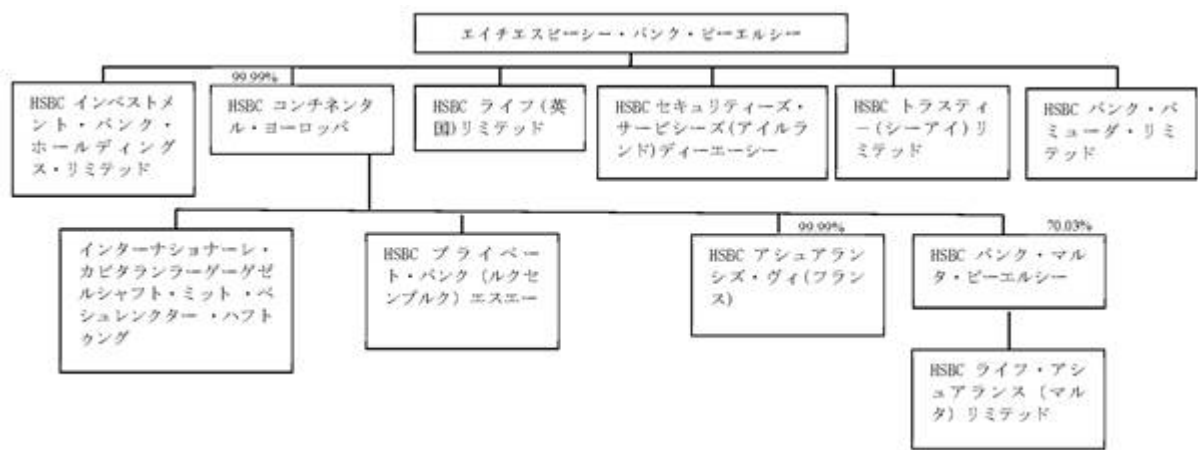 エイチエスビーシー・バンク・ピーエルシー
99.99%
HSBC インベストメ
ント・バンク・
ホールディング
ス・リミテッド
HSBC コンチネンタ
ル・ヨーロッパ
HSBC ライフ(英
国)リミテッド
HSBC セキュリティーズ・
サービシーズ(アイルラ
ンド)ディーエーシー
HSBC トラスティ
ー(シーアイ)リ
ミテッド
HSBC バンク・バ
ミューダ・リミ
テッド
インターナショナーレ・
カピタランラーゲーゲゼ
ルシャフト・ミット ・ベ
シュレンクター ・ハフト
ゥング
HSBC プライベー
ト・バンク（ルクセ
ンブルク）エスエー
99.99%
HSBC アシュアラン
シズ・ヴィ(フラン
ス)
70.03%
HSBC バンク・マル
タ・ピーエルシー
HSBC ライフ・アシ
ュアランス（マル
タ）リミテッド